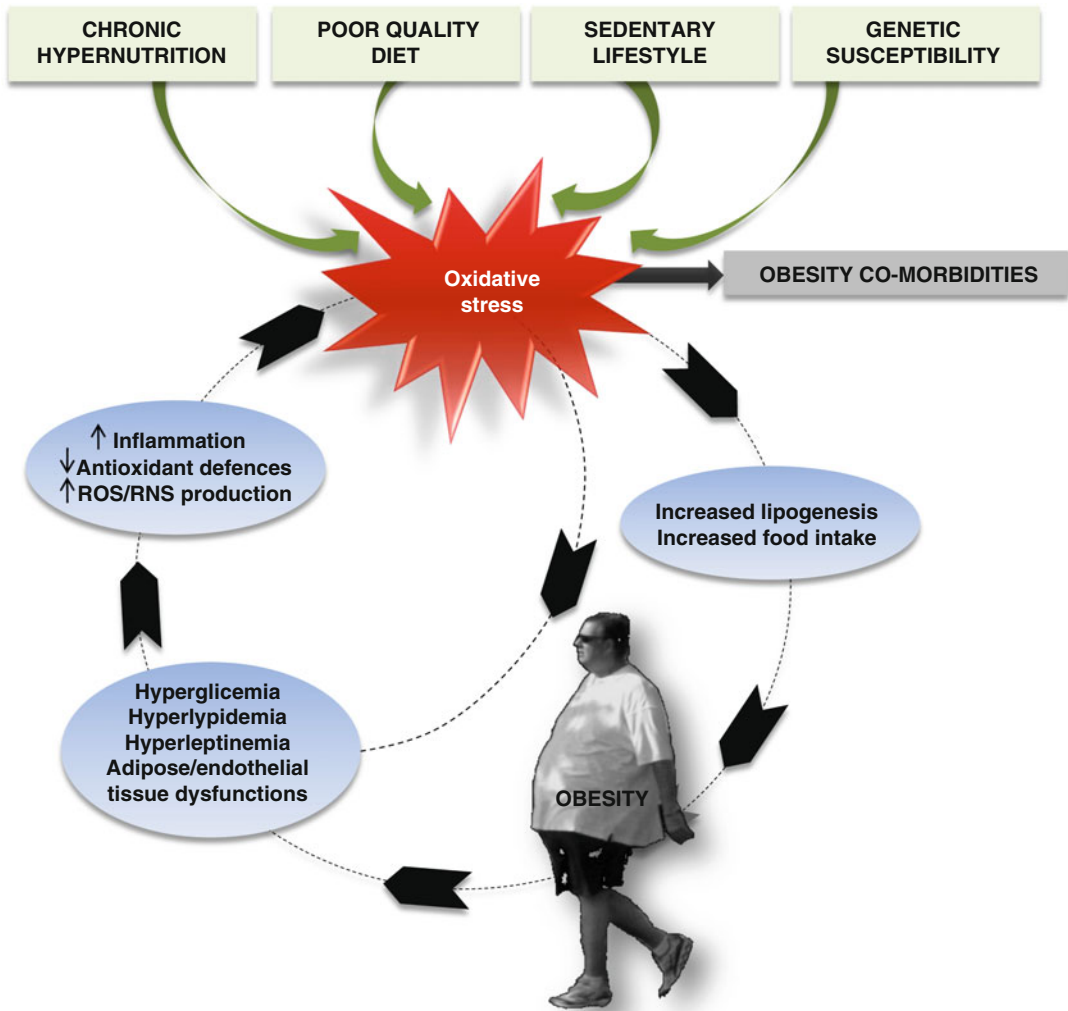 CHRONIC
HYPERNUTRITION
POOR QUALITY
DIET
SEDENTARY
LIFESTYLE
GENETIC
SUSCEPTIBILITY
Oxidative
stress
OBESITY CO-MORBIDITIES
↑ Inflammation
↓Antioxidant defences
↑ROS/RNS production
Increased lipogenesis
Increased food intake
Hyperglicemia
Hyperlypidemia
Hyperleptinemia
Adipose/endothelial
tissue dysfunctions
OBESITY